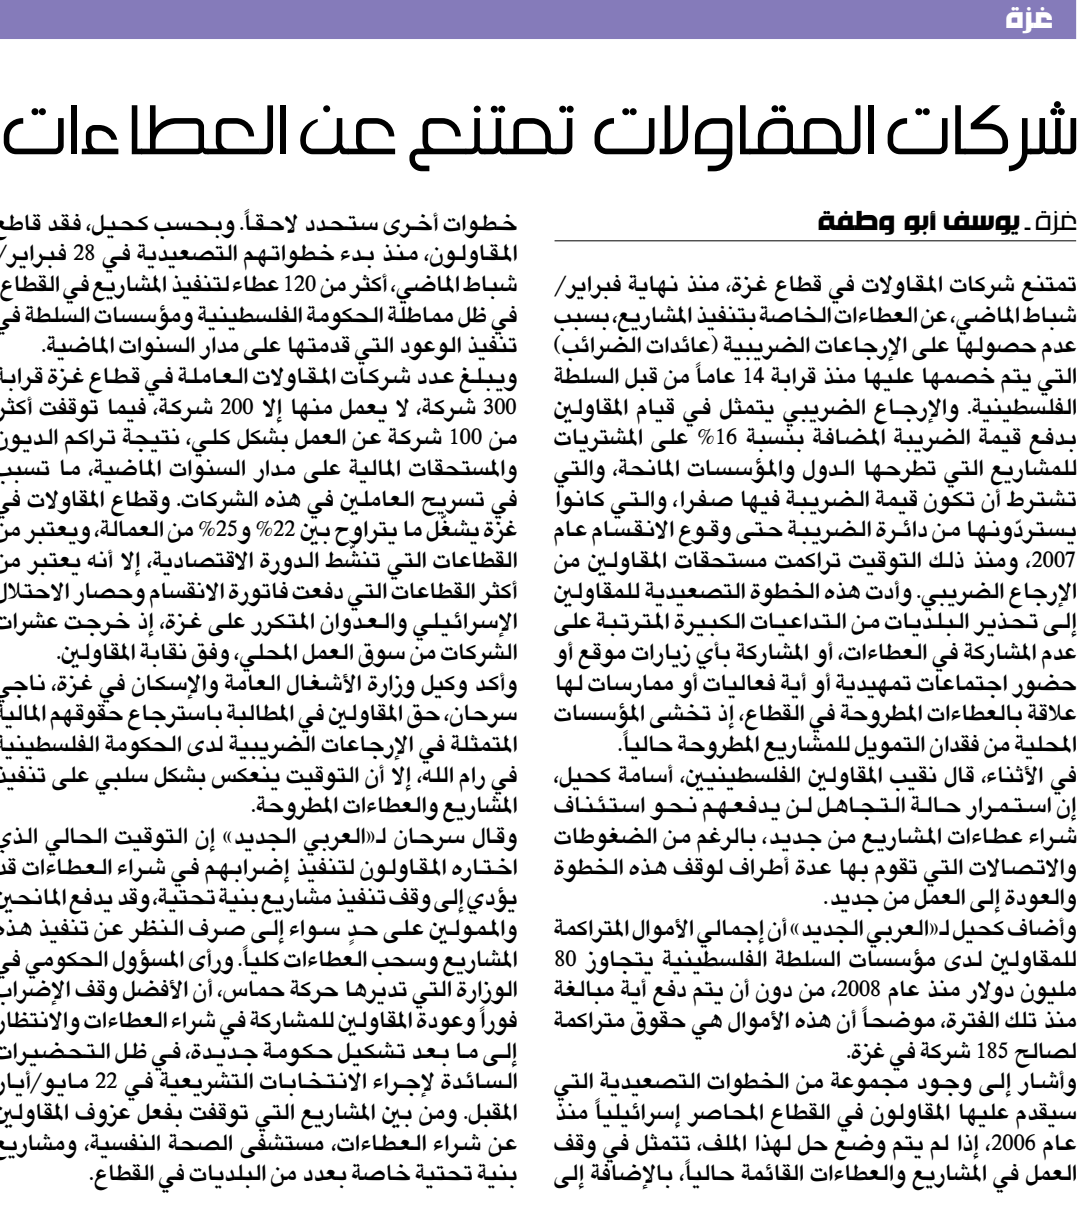 غزة
شركات المقاولات تمتنع عن العطاءات
غزة ـ يوسف أبو وطفة
تمتنع شركات المقاولات في قطاع غزة، منذ نهاية فبراير/
شباط الماضي، عن العطاءات الخاصة بتنفيذ المشاريع، بسبب
عدم حصولها على الإرجاعات الضريبية (عائدات الضرائب)
التي يتم خصمها عليها منذ قرابة 14 عاماً من قبل السلطة
الفلسطينية. والإرجاع الضريبي يتمثل في قيام المقاولين
بدفع قيمة الضريبة المضافة بنسبة 16% على المشتريات
للمشاريع التي تطرحها الدول والمؤسسات المانحة، والتي
تشترط أن تكون قيمة الضريبة فيها صفرا، والتي كانوا
يستردّونها من دائرة الضريبة حتى وقوع الانقسام عام
2007، ومنذ ذلك التوقيت تراكمت مستحقات المقاولين من
الإرجاع الضريبي. وأدت هذه الخطوة التصعيدية للمقاولين
إلى تحذير البلديات من التداعيات الكبيرة المترتبة على
عدم المشاركة في العطاءات، أو المشاركة بأي زيارات موقع أو
حضور اجتماعات تمهيدية أو أية فعاليات أو ممارسات لها
علاقة بالعطاءات المطروحة في القطاع، إذ تخشى المؤسسات
المحلية من فقدان التمويل للمشاريع المطروحة حالياً.
في الأثناء، قال نقيب المقاولين الفلسطينيين، أسامة كحيل،
إن استمرار حالة التجاهل لن يدفعهم نحو استئناف
شراء عطاءات المشاريع من جديد، بالرغم من الضغوطات
والاتصالات التي تقوم بها عدة أطراف لوقف هذه الخطوة
والعودة إلى العمل من جديد.
وأضاف كحيل لـ«العربي الجديد» أن إجمالي الأموال المتراكمة
للمقاولين لدى مؤسسات السلطة الفلسطينية يتجاوز 80
مليون دولار منذ عام 2008، من دون أن يتم دفع أية مبالغة
منذ تلك الفترة، موضحاً أن هذه الأموال هي حقوق متراكمة
لصالح 185 شركة في غزة.
وأشار إلى وجود مجموعة من الخطوات التصعيدية التي
سيقدم عليها المقاولون في القطاع المحاصر إسرائيلياً منذ
عام 2006، إذا لم يتم وضع حل لهذا الملف، تتمثل في وقف
العمل في المشاريع والعطاءات القائمة حالياً، بالإضافة إلى
خطوات أخرى ستحدد لاحقاً. وبحسب كحيل، فقد قاطع
المقاولون، منذ بدء خطواتهم التصعيدية في 28 فبراير/
شباط الماضي، أكثر من 120 عطاء لتنفيذ المشاريع في القطاع
في ظل مماطلة الحكومة الفلسطينية ومؤسسات السلطة في
تنفيذ الوعود التي قدمتها على مدار السنوات الماضية.
ويبلغ عدد شركات المقاولات العاملة في قطاع غزة قرابة
300 شركة، لا يعمل منها إلا 200 شركة، فيما توقفت أكثر
من 100 شركة عن العمل بشكل كلي، نتيجة تراكم الديون
والمستحقات المالية على مدار السنوات الماضية، ما تسبب
في تسريح العاملين في هذه الشركات. وقطاع المقاولات في
غزة يشغّل ما يتراوح بين 22% و25% من العمالة، ويعتبر من
القطاعات التي تنشّط الدورة الاقتصادية، إلا أنه يعتبر من
أكثر القطاعات التي دفعت فاتورة الانقسام وحصار الاحتلال
الإسرائيلي والعدوان المتكرر على غزة، إذ خرجت عشرات
الشركات من سوق العمل المحلي، وفق نقابة المقاولين.
وأكد وكيل وزارة الأشغال العامة والإسكان في غزة، ناجي
سرحان، حق المقاولين في المطالبة باسترجاع حقوقهم المالية
المتمثلة في الإرجاعات الضريبية لدى الحكومة الفلسطينية
في رام الله، إلا أن التوقيت ينعكس بشكل سلبي على تنفيذ
المشاريع والعطاءات المطروحة.
وقال سرحان لـ«العربي الجديد» إن التوقيت الحالي الذي
اختاره المقاولون لتنفيذ إضرابهم في شراء العطاءات قد
يؤدي إلى وقف تنفيذ مشاريع بنية تحتية، وقد يدفع المانحين
والممولين على حدٍ سواء إلى صرف النظر عن تنفيذ هذه
المشاريع وسحب العطاءات كلياً. ورأى المسؤول الحكومي في
الوزارة التي تديرها حركة حماس، أن الأفضل وقف الإضراب
فوراً وعودة المقاولين للمشاركة في شراء العطاءات والانتظار
إلى ما بعد تشكيل حكومة جديدة، في ظل التحضيرات
السائدة لإجراء الانتخابات التشريعية في 22 مايو/أيار
المقبل. ومن بين المشاريع التي توقفت بفعل عزوف المقاولين
عن شراء العطاءات، مستشفى الصحة النفسية، ومشاريع
بنية تحتية خاصة بعدد من البلديات في القطاع.